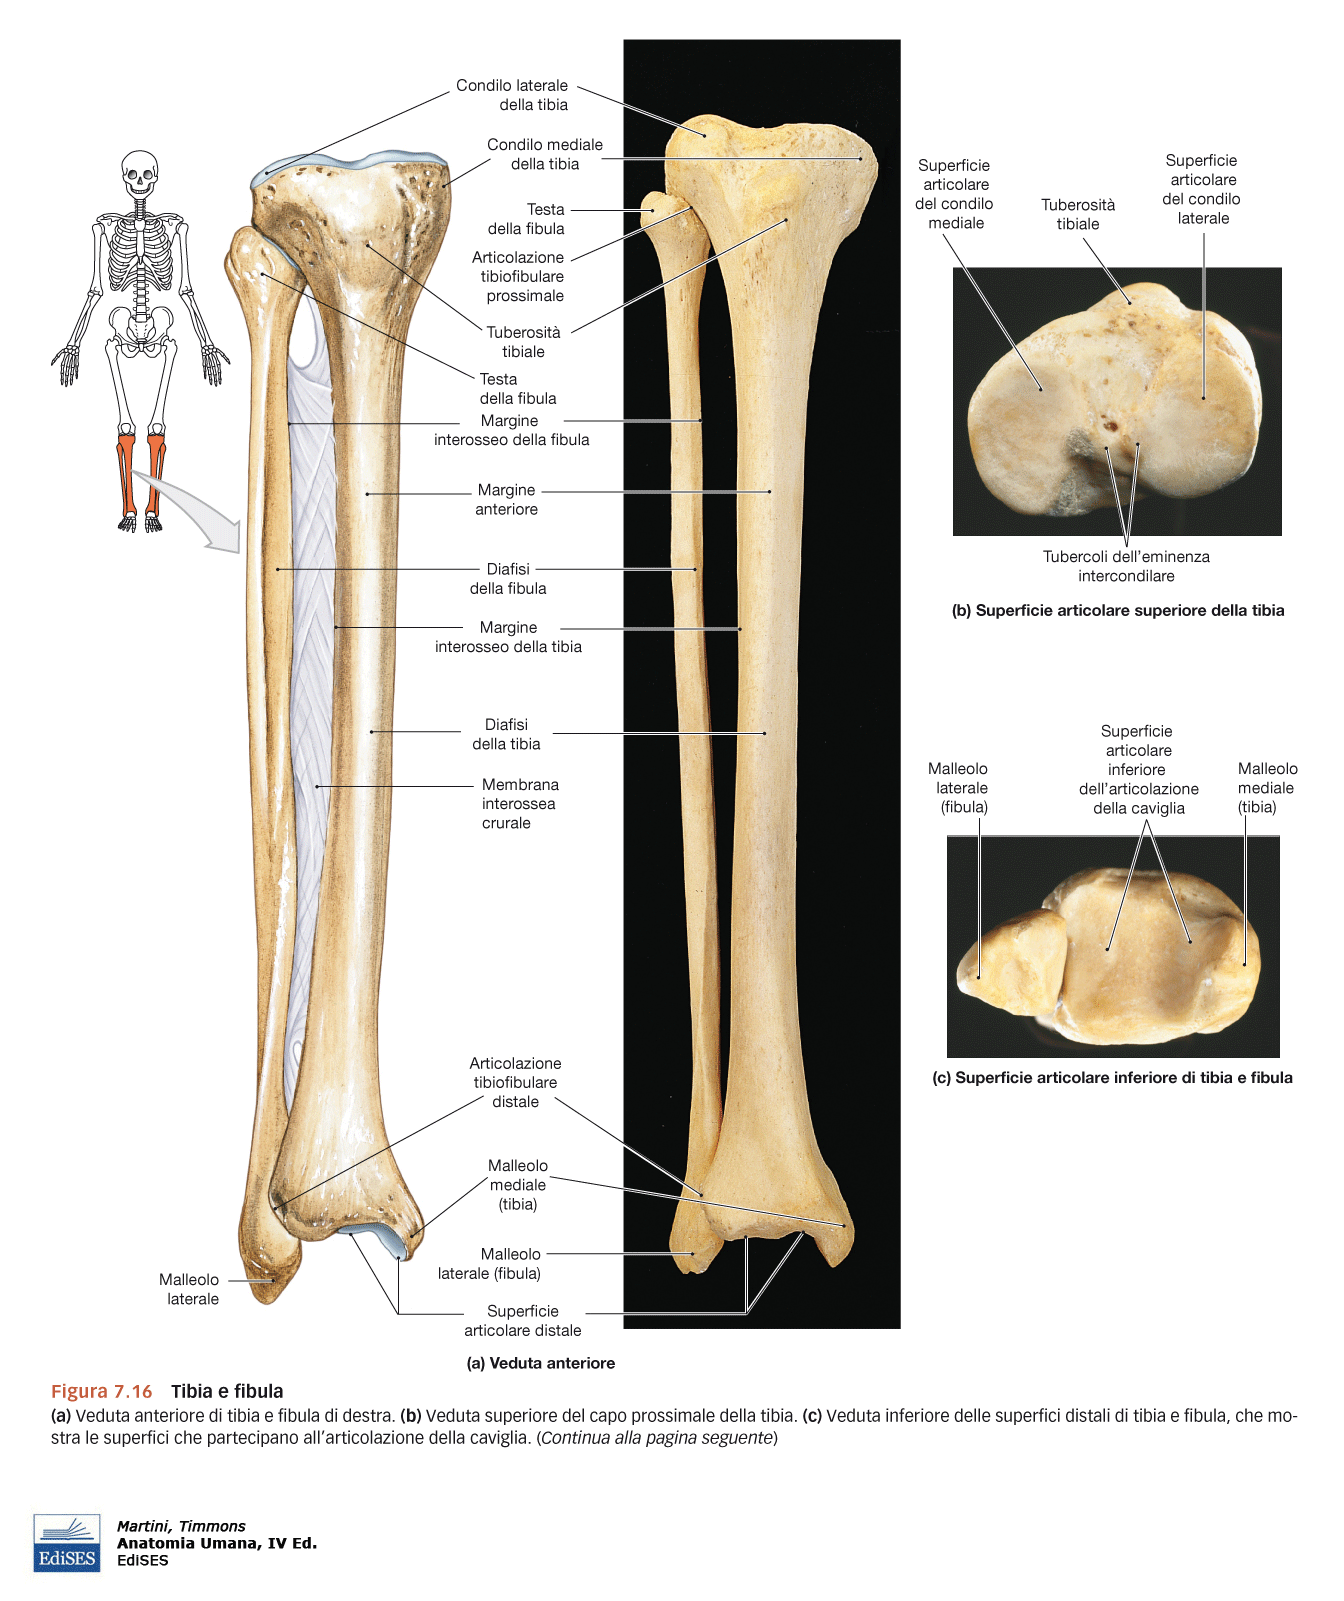 Condilo laterale
della tibia
Condilo mediale
della tibia
Testa
della fibula
Articolazione
tibiofibulare
prossimale
Tuberosità
tibiale
Testa
della fibula
Margine
interosseo della fibula
Margine
anteriore
Diafisi
della fibula
Margine
interosseo della tibia
Diafisi
della tibia
Membrana
interossea
crurale
Articolazione
tibiofibulare
distale
Malleolo
mediale
(tibia)
Malleolo
laterale (fibula)
Malleolo
laterale
Superficie
articolare distale
(a) Veduta anteriore
Superficie
articolare
del condilo
mediale
Tuberosità
tibiale
Superficie
articolare
del condilo
laterale
Tubercoli dell'eminenza
intercondilare
(b) Superficie articolare superiore della tibia
Malleolo
laterale
(fibula)
Superficie
articolare
inferiore
dell'articolazione
della caviglia
Malleolo
mediale
(tibia)
(c) Superficie articolare inferiore di tibia e fibula
Figura 7.16 Tibia e fibula
(a) Veduta anteriore di tibia e fibula di destra. (b) Veduta superiore del capo prossimale della tibia. (c) Veduta inferiore delle superfici distali di tibia e fibula, che mo-
stra le superfici che partecipano all'articolazione della caviglia. (Continua alla pagina seguente)
EdiSES
Martini, Timmons
Anatomia Umana, IV Ed.
EdiSES